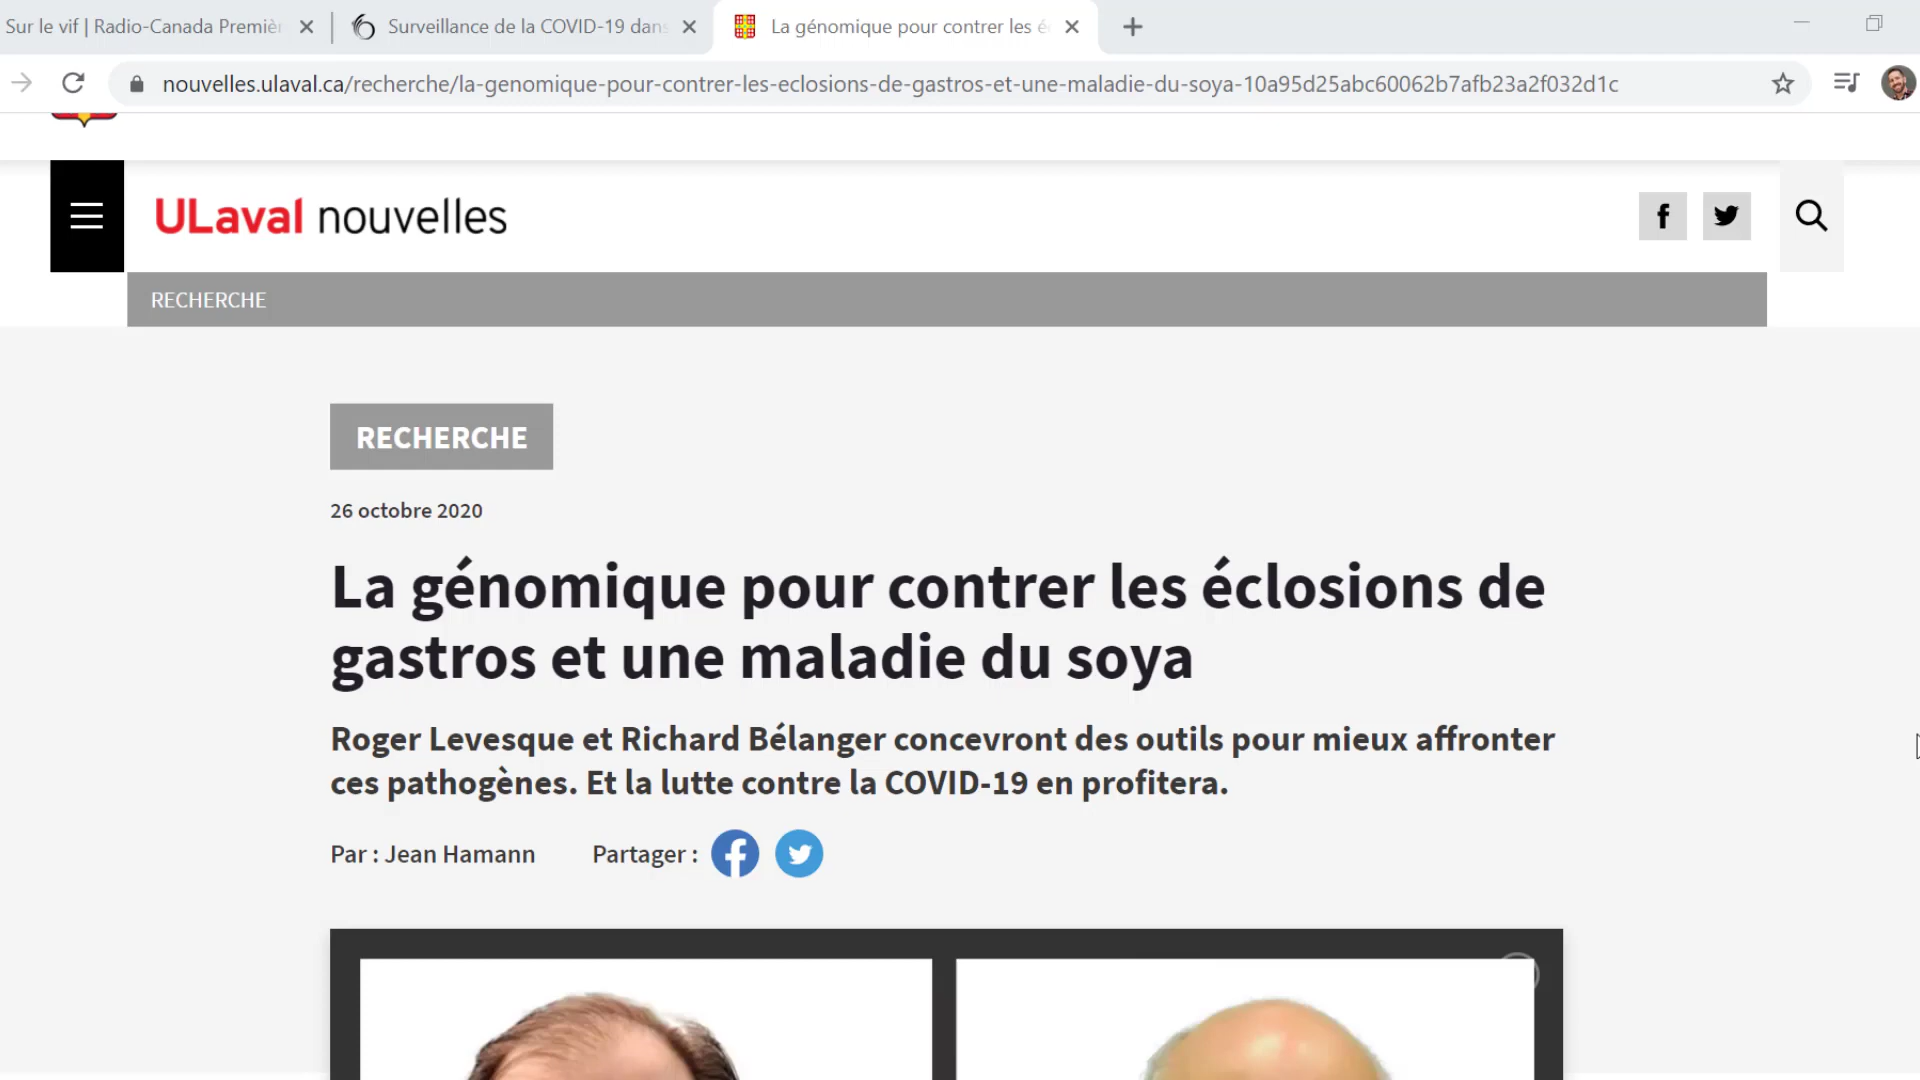 Sur le vif | Radio-Canada Premièr
Surveillance de la COVID-19 dans
La génomique pour contrer les é
nouvelles.ulaval.ca/recherche/la-genomique-pour-contrer-les-eclosions-de-gastros-et-une-maladie-du-soya-10a95d25abc60062b7afb23a2f032d1c
ULaval nouvelles
RECHERCHE
RECHERCHE
26 octobre 2020
La génomique pour contrer les éclosions de
gastros et une maladie du soya
Roger Levesque et Richard Bélanger concevront des outils pour mieux affronter
ces pathogènes. Et la lutte contre la COVID-19 en profitera.
Par : Jean Hamann
Partager :